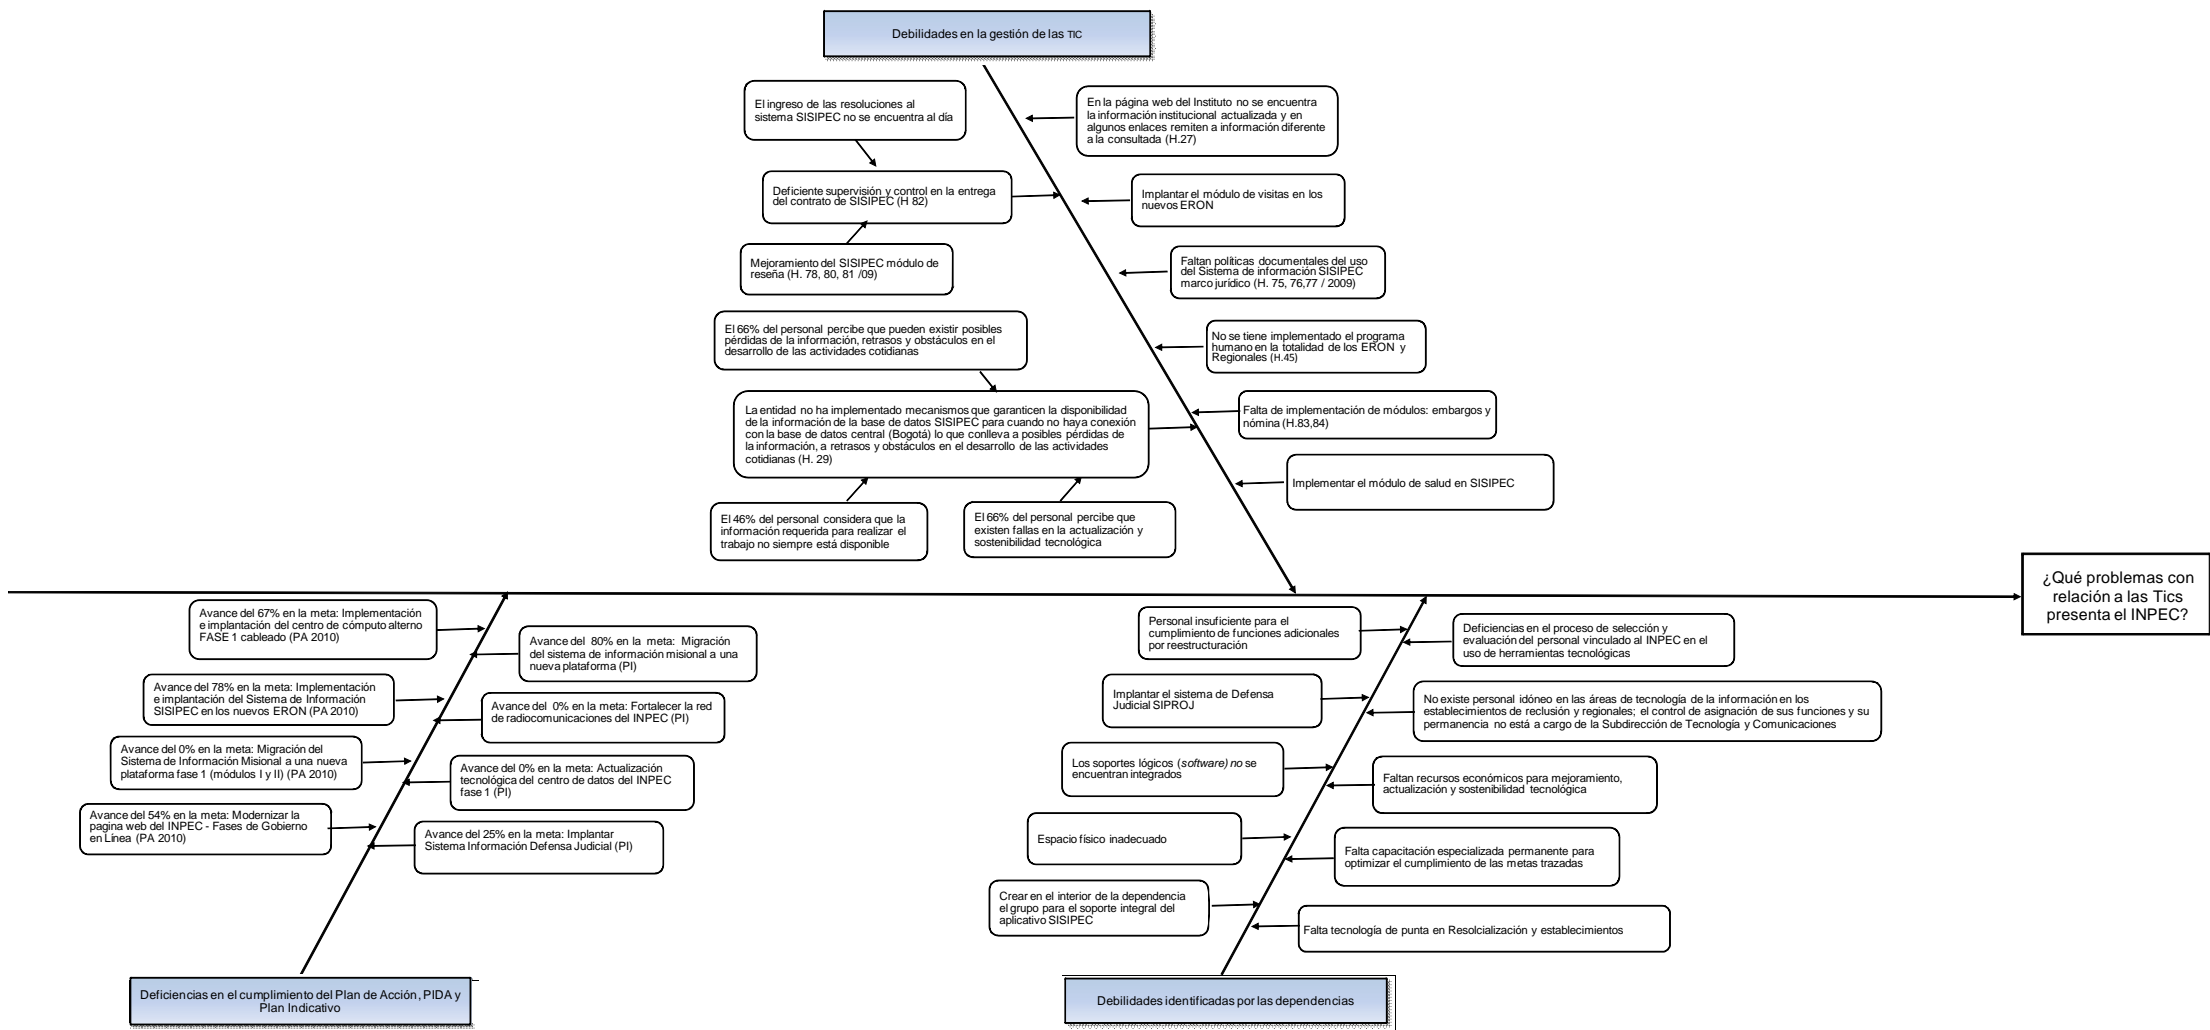 Debilidades en la gestión de las TIC
El ingreso de las resoluciones al
sistema SISIPEC no se encuentra al día
En la página web del Instituto no se encuentra
la información institucional actualizada y en
algunos enlaces remiten a información diferente
a la consultada (H.27)
Deficiente supervisión y control en la entrega
del contrato de SISIPEC (H 82)
Implantar el módulo de visitas en los
nuevos ERON
Mejoramiento del SISIPEC módulo de
reseña (H. 78, 80, 81 /09)
Faltan políticas documentales del uso
del Sistema de información SISIPEC
marco jurídico (H. 75, 76,77 / 2009)
El 66% del personal percibe que pueden existir posibles
pérdidas de la información, retrasos y obstáculos en el
desarrollo de las actividades cotidianas
No se tiene implementado el programa
humano en la totalidad de los ERON y
Regionales (H.45)
La entidad no ha implementado mecanismos que garanticen la disponibilidad
de la información de la base de datos SISIPEC para cuando no haya conexión
con la base de datos central (Bogotá) lo que conlleva a posibles pérdidas de
la información, a retrasos y obstáculos en el desarrollo de las actividades
cotidianas (H. 29)
Falta de implementación de módulos: embargos y
nómina (H.83,84)
Implementar el módulo de salud en SISIPEC
El 46% del personal considera que la
información requerida para realizar el
trabajo no siempre está disponible
El 66% del personal percibe que
existen fallas en la actualización y
sostenibilidad tecnológica
¿Qué problemas con
relación a las Tics
presenta el INPEC?
Avance del 67% en la meta: Implementación
e implantación del centro de cómputo alterno
FASE 1 cableado (PA 2010)
Avance del 80% en la meta: Migración
del sistema de información misional a una
nueva plataforma (PI)
Avance del 78% en la meta: Implementación
e implantación del Sistema de Información
SISIPEC en los nuevos ERON (PA 2010)
Avance del 0% en la meta: Fortalecer la red
de radiocomunicaciones del INPEC (PI)
Avance del 0% en la meta: Migración del
Sistema de Información Misional a una nueva
plataforma fase 1 (módulos I y II) (PA 2010)
Avance del 0% en la meta: Actualización
tecnológica del centro de datos del INPEC
fase 1 (PI)
Avance del 54% en la meta: Modernizar la
pagina web del INPEC - Fases de Gobierno
en Línea (PA 2010)
Avance del 25% en la meta: Implantar
Sistema Información Defensa Judicial (PI)
Personal insuficiente para el
cumplimiento de funciones adicionales
por reestructuración
Deficiencias en el proceso de selección y
evaluación del personal vinculado al INPEC en el
uso de herramientas tecnológicas
Implantar el sistema de Defensa
Judicial SIPROJ
No existe personal idóneo en las áreas de tecnología de la información en los
establecimientos de reclusión y regionales; el control de asignación de sus funciones y su
permanencia no está a cargo de la Subdirección de Tecnología y Comunicaciones
Los soportes lógicos (software) no se
encuentran integrados
Faltan recursos económicos para mejoramiento,
actualización y sostenibilidad tecnológica
Espacio físico inadecuado
Falta capacitación especializada permanente para
optimizar el cumplimiento de las metas trazadas
Crear en el interior de la dependencia
el grupo para el soporte integral del
aplicativo SISIPEC
Falta tecnología de punta en Resolcialización y establecimientos
Deficiencias en el cumplimiento del Plan de Acción, PIDA y
Plan Indicativo
Debilidades identificadas por las dependencias